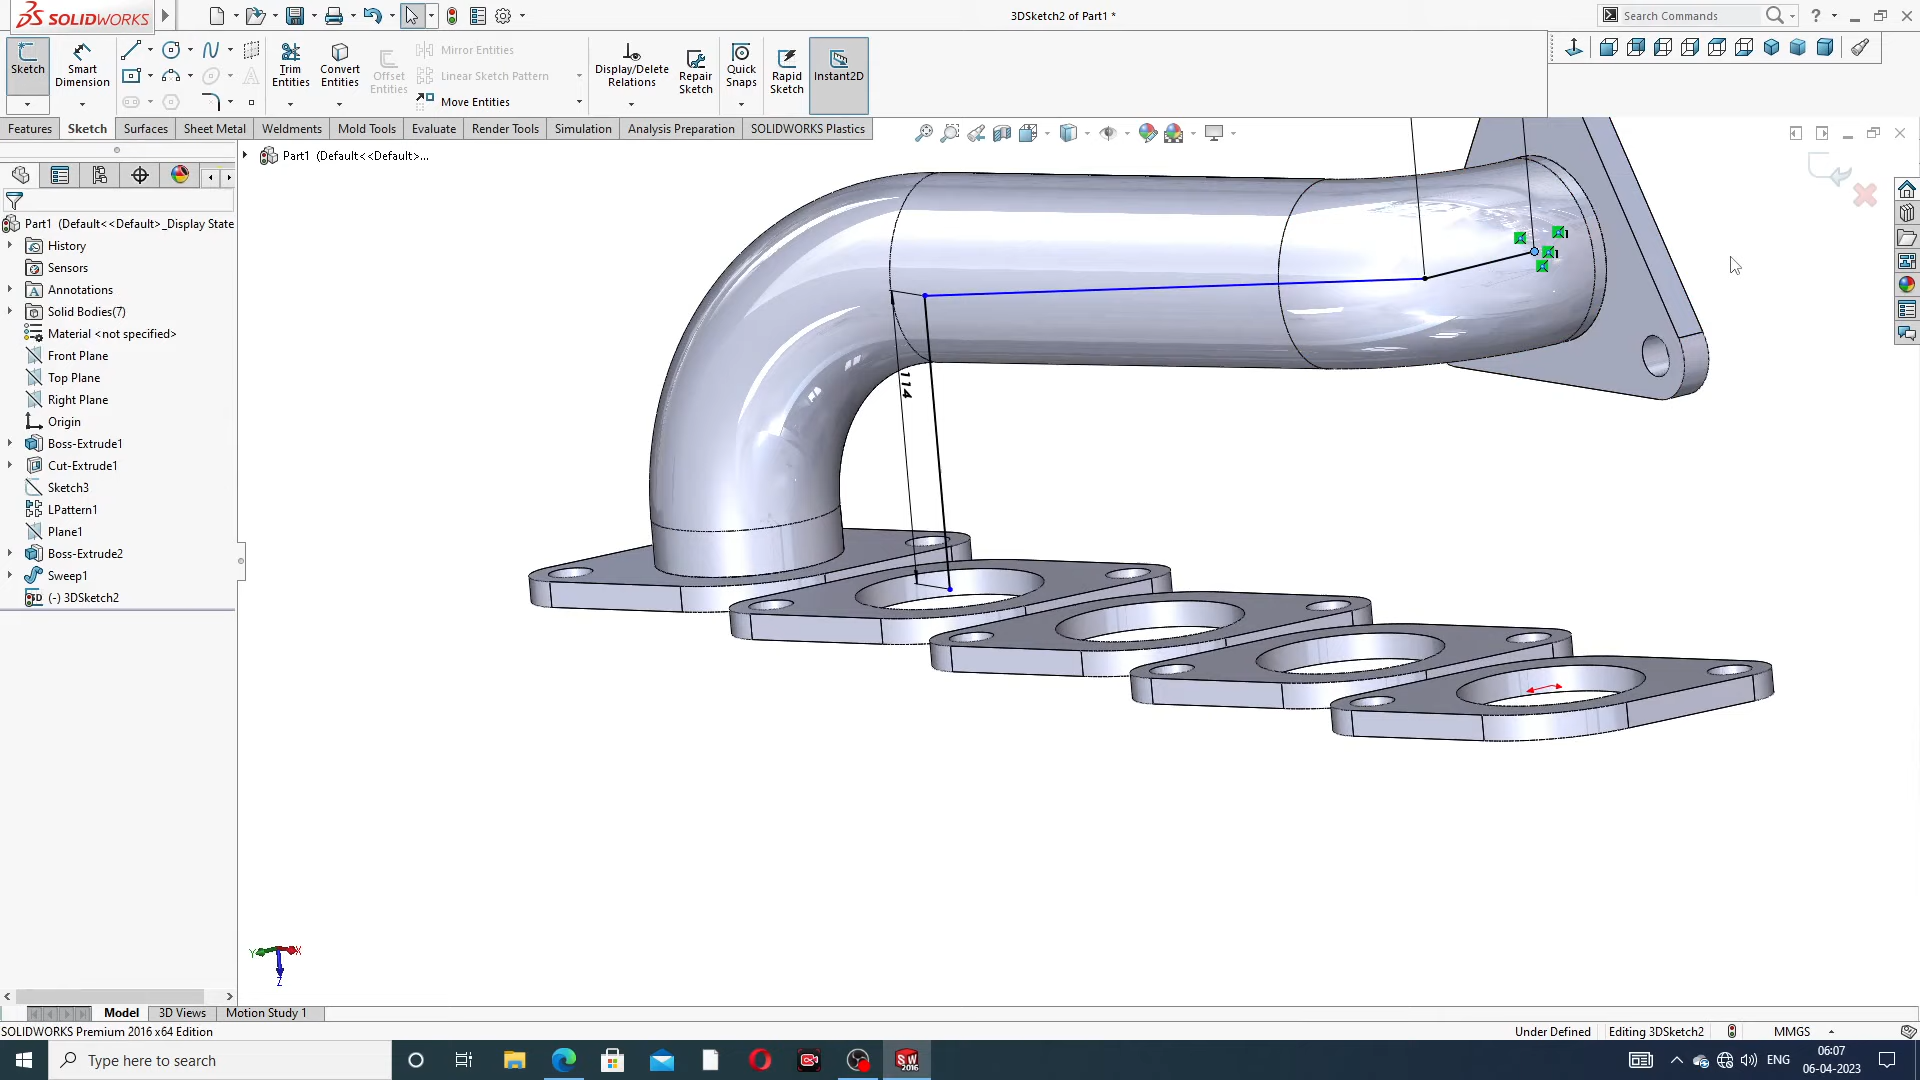 SOLIDWORKS
3DSketch2 of Part1 *
Search Commands
Sketch
Smart Dimension
Trim Entities
Convert Entities
Offset Entities
Mirror Entities
Linear Sketch Pattern
Move Entities
Display/Delete Relations
Repair Sketch
Quick Snaps
Rapid Sketch
Instant2D
Features
Sketch
Surfaces
Sheet Metal
Weldments
Mold Tools
Evaluate
Render Tools
Simulation
Analysis Preparation
SOLIDWORKS Plastics
Part1 (Default<<Default>...
Part1 (Default<<Default>_Display State
History
Sensors
Annotations
Solid Bodies(7)
Material <not specified>
Front Plane
Top Plane
Right Plane
Origin
Boss-Extrude1
Cut-Extrude1
Sketch3
LPattern1
Plane1
Boss-Extrude2
Sweep1
(-) 3DSketch2
114
1
1
Y
X
Z
Model
3D Views
Motion Study 1
SOLIDWORKS Premium 2016 x64 Edition
Under Defined
Editing 3DSketch2
MMGS
Type here to search
ENG
06:07
06-04-2023